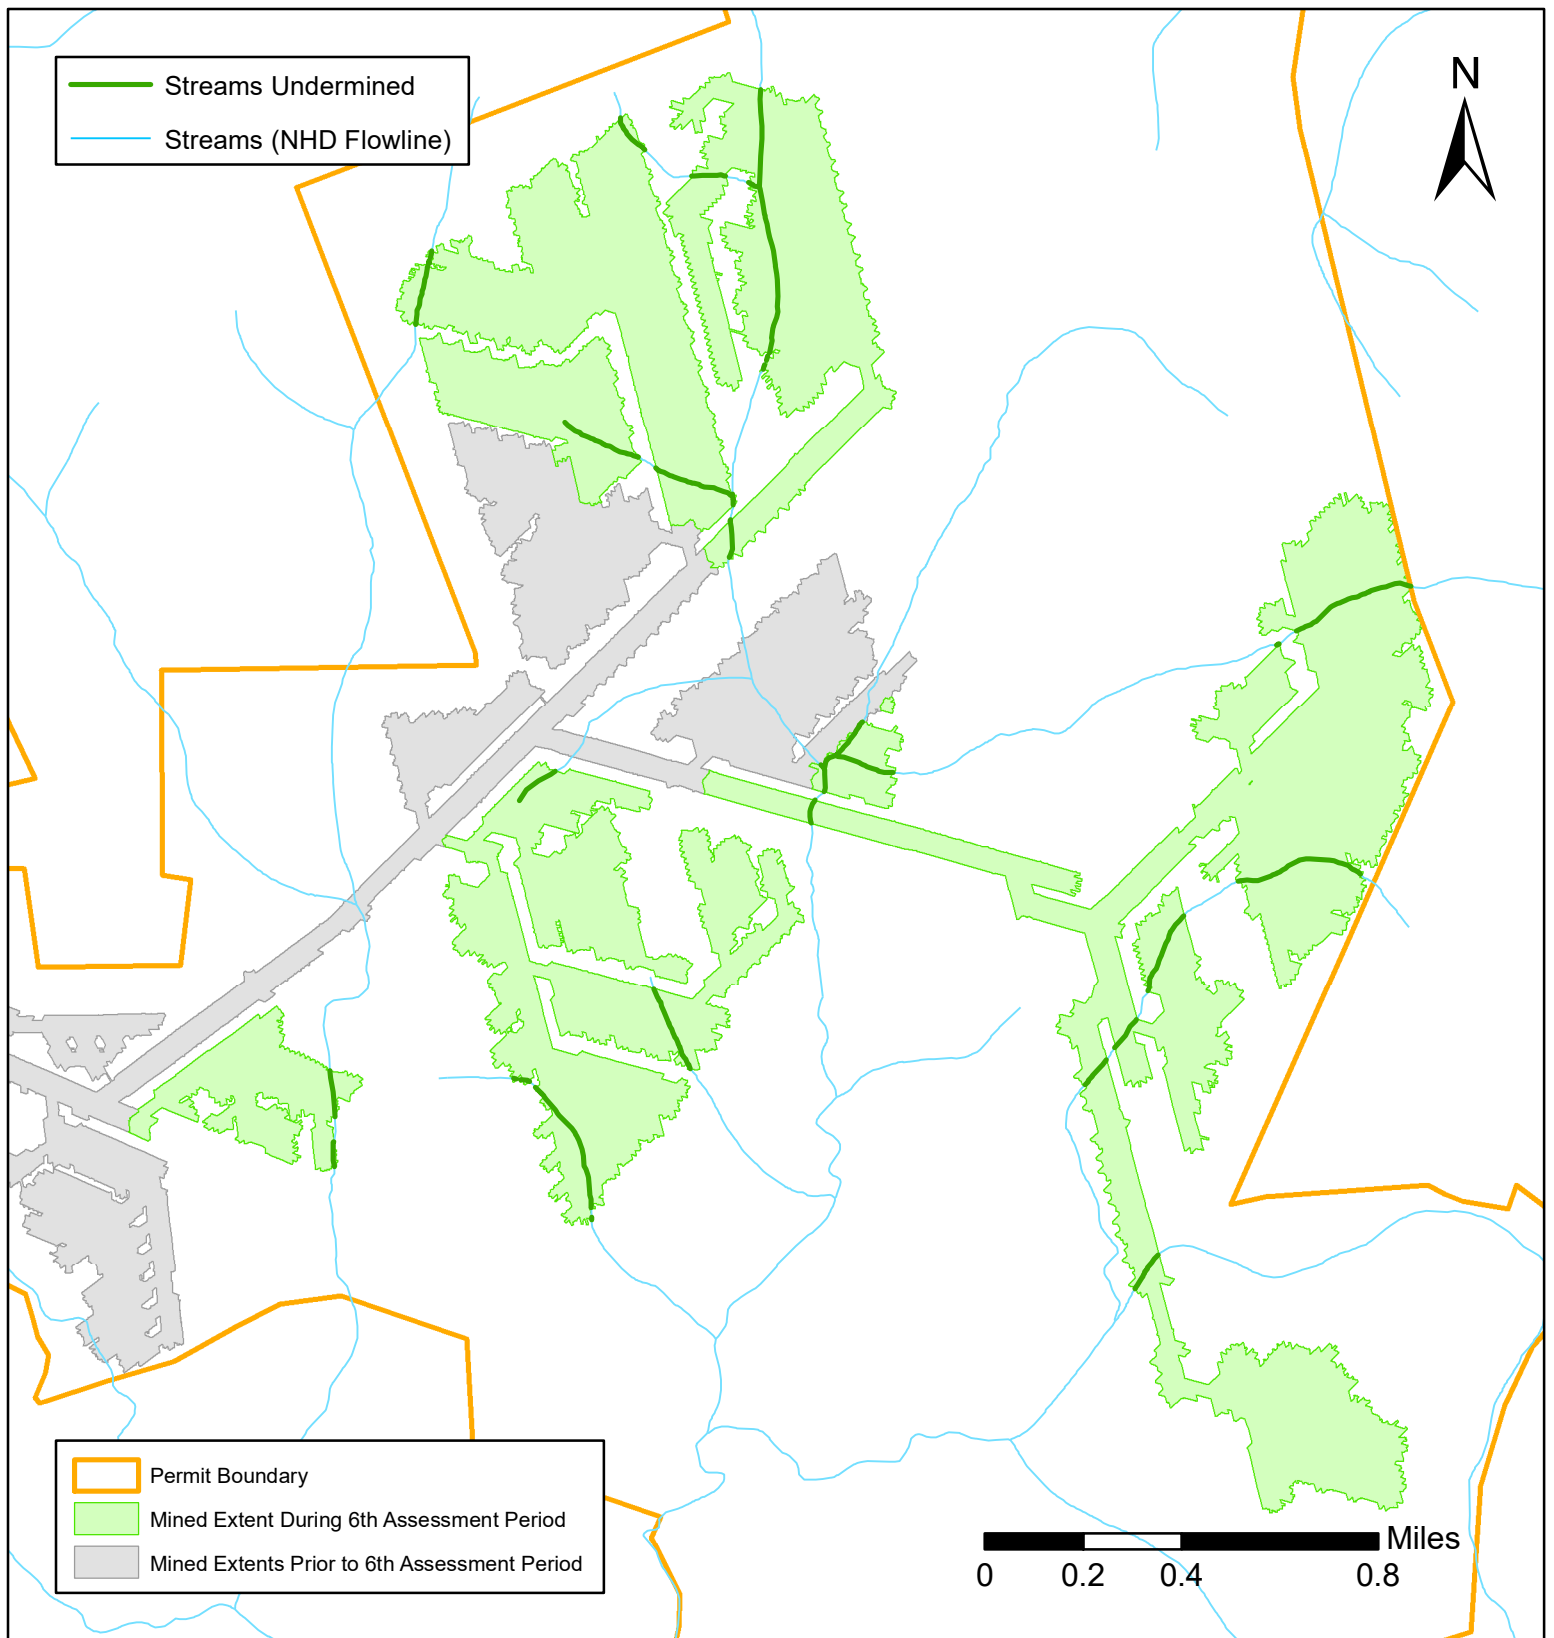 Streams Undermined
Streams (NHD Flowline)
N
Permit Boundary
Mined Extent During 6th Assessment Period
Mined Extents Prior to 6th Assessment Period
Miles
0 0.2 0.4 0.8